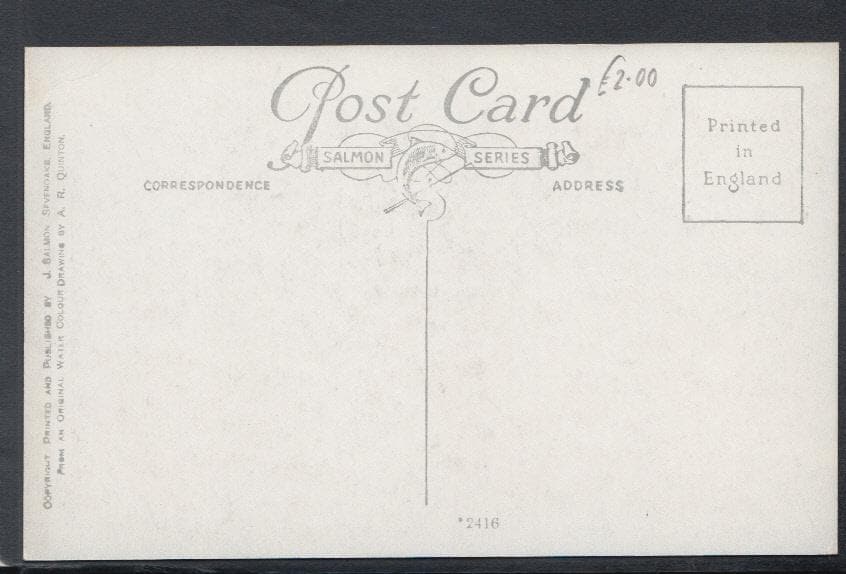 Post Card
£2.00
SALMON SERIES
CORRESPONDENCE
ADDRESS
Printed
in
England
COPYRIGHT PRINTED AND PUBLISHED BY J. SALMON SEVENOAKS, ENGLAND.
FROM AN ORIGINAL WATER COLOUR DRAWING BY A. R. QUINTON.
*2416